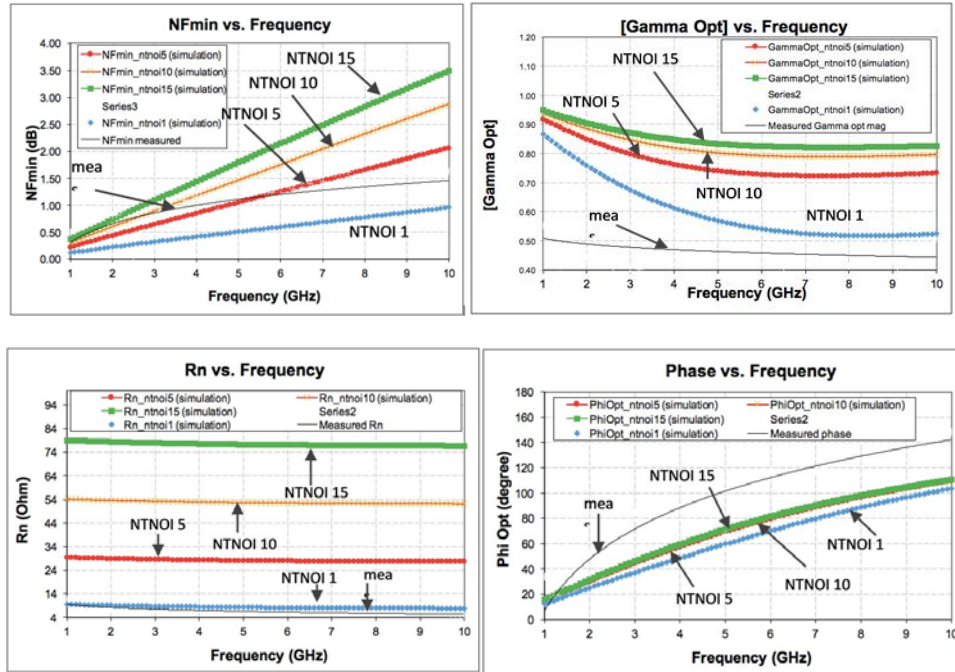 NFmin vs. Frequency
4.00
3.50
3.00
2.50
2.00
1.50
1.00
0.50
0.00
NFmin (dB)
NFmin_ntnoi5 (simulation)
NFmin_ntnoi10 (simulation)
NFmin_ntnoi15 (simulation)
Series3
NFmin_ntnoi1 (simulation)
NFmin measured
NTNOI 15
NTNOI 10
NTNOI 5
mea
NTNOI 1
1 2 3 4 5 6 7 8 9 10
Frequency (GHz)
[Gamma Opt] vs. Frequency
1.40
1.30
1.20
1.10
1.00
0.90
0.80
0.70
0.60
0.50
0.40
[Gamma Opt]
GammaOpt_ntnoi5 (simulation)
GammaOpt_ntnoi10 (simulation)
GammaOpt_ntnoi15 (simulation)
Series2
GammaOpt_ntnoi1 (simulation)
Measured Gamma opt mag
NTNOI 15
NTNOI 5
NTNOI 10
NTNOI 1
mea
1 2 3 4 5 6 7 8 9 10
Frequency (GHz)
Rn vs. Frequency
94
84
74
64
54
44
34
24
14
4
Rn (Ohm)
Rn_ntnoi5 (simulation) Rn_ntnoi10 (simulation)
Rn_ntnoi15 (simulation) Series2
Rn_ntnoi1 (simulation) Measured Rn
NTNOI 15
NTNOI 5
NTNOI 10
NTNOI 1
mea
1 2 3 4 5 6 7 8 9 10
Frequency (GHz)
Phase vs. Frequency
180
160
140
120
100
80
60
40
20
0
Phi Opt (degree)
PhiOpt_ntnoi5 (simulation) PhiOpt_ntnoi10 (simulation)
PhiOpt_ntnoi15 (simulation) Series2
PhiOpt_ntnoi1 (simulation) Measured phase
mea
NTNOI 15
NTNOI 1
NTNOI 10
NTNOI 5
1 2 3 4 5 6 7 8 9 10
Frequency (GHz)